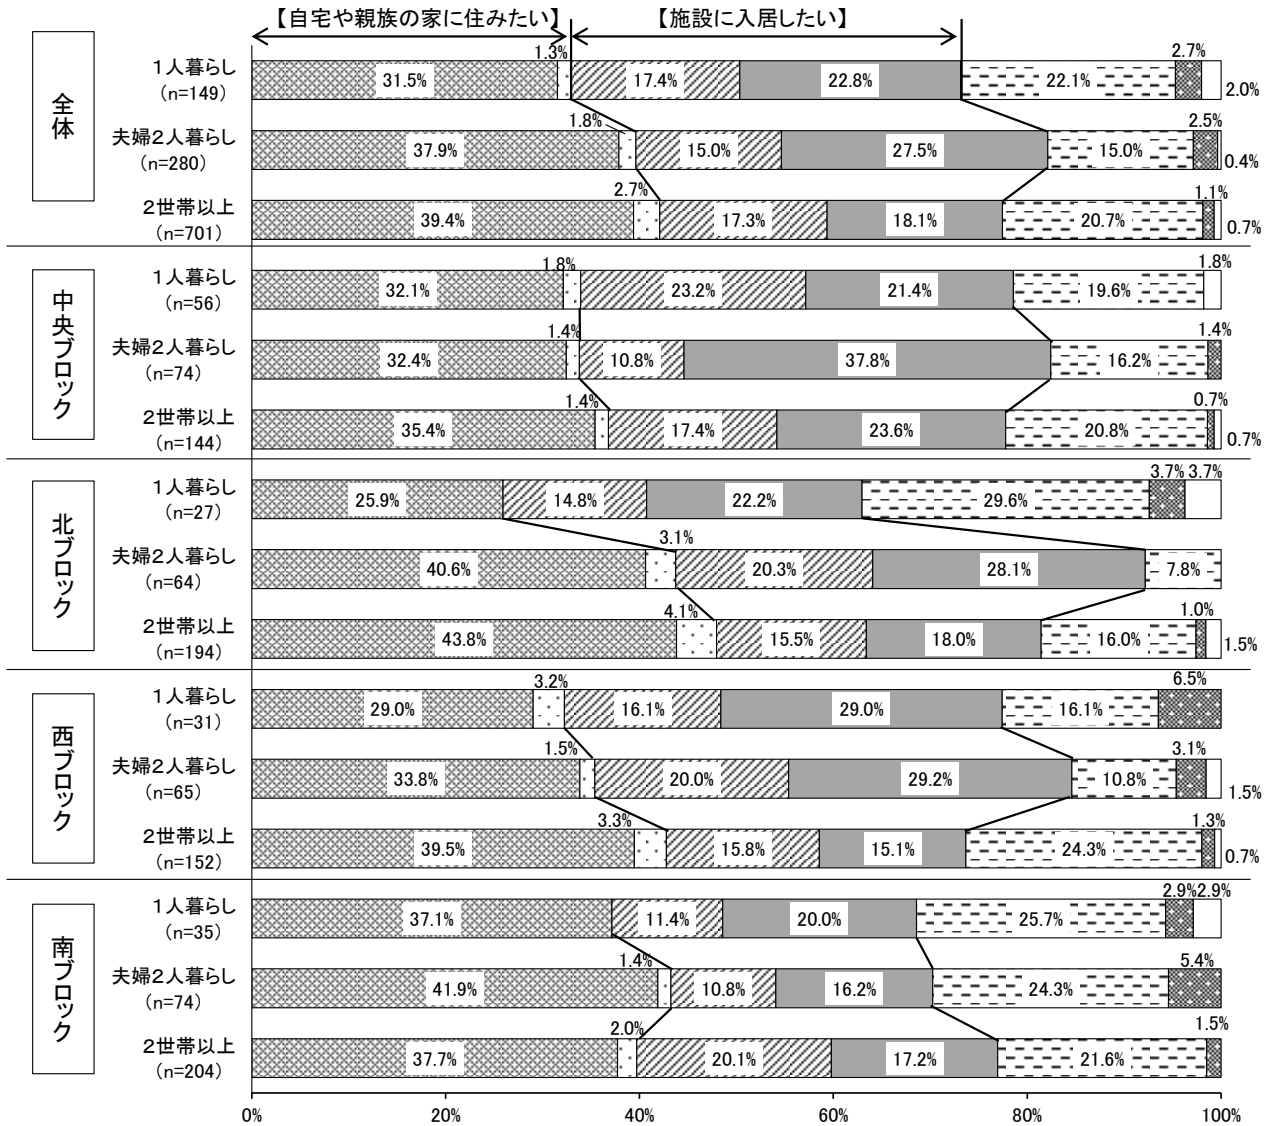 【自宅や親族の家に住みたい】 【施設に入居したい】
全体
1人暮らし
(n=149)
31.5% 1.3% 17.4% 22.8% 22.1% 2.7% 2.0%
夫婦2人暮らし
(n=280)
37.9% 1.8% 15.0% 27.5% 15.0% 2.5% 0.4%
2世帯以上
(n=701)
39.4% 2.7% 17.3% 18.1% 20.7% 1.1% 0.7%
中央ブロック
1人暮らし
(n=56)
32.1% 1.8% 23.2% 21.4% 19.6% 1.8%
夫婦2人暮らし
(n=74)
32.4% 1.4% 10.8% 37.8% 16.2% 1.4%
2世帯以上
(n=144)
35.4% 1.4% 17.4% 23.6% 20.8% 0.7% 0.7%
北ブロック
1人暮らし
(n=27)
25.9% 14.8% 22.2% 29.6% 3.7% 3.7%
夫婦2人暮らし
(n=64)
40.6% 3.1% 20.3% 28.1% 7.8%
2世帯以上
(n=194)
43.8% 4.1% 15.5% 18.0% 16.0% 1.0% 1.5%
西ブロック
1人暮らし
(n=31)
29.0% 3.2% 16.1% 29.0% 16.1% 6.5%
夫婦2人暮らし
(n=65)
33.8% 1.5% 20.0% 29.2% 10.8% 3.1% 1.5%
2世帯以上
(n=152)
39.5% 3.3% 15.8% 15.1% 24.3% 1.3% 0.7%
南ブロック
1人暮らし
(n=35)
37.1% 11.4% 20.0% 25.7% 2.9% 2.9%
夫婦2人暮らし
(n=74)
41.9% 1.4% 10.8% 16.2% 24.3% 5.4%
2世帯以上
(n=204)
37.7% 2.0% 20.1% 17.2% 21.6% 1.5%
0% 20% 40% 60% 80% 100%